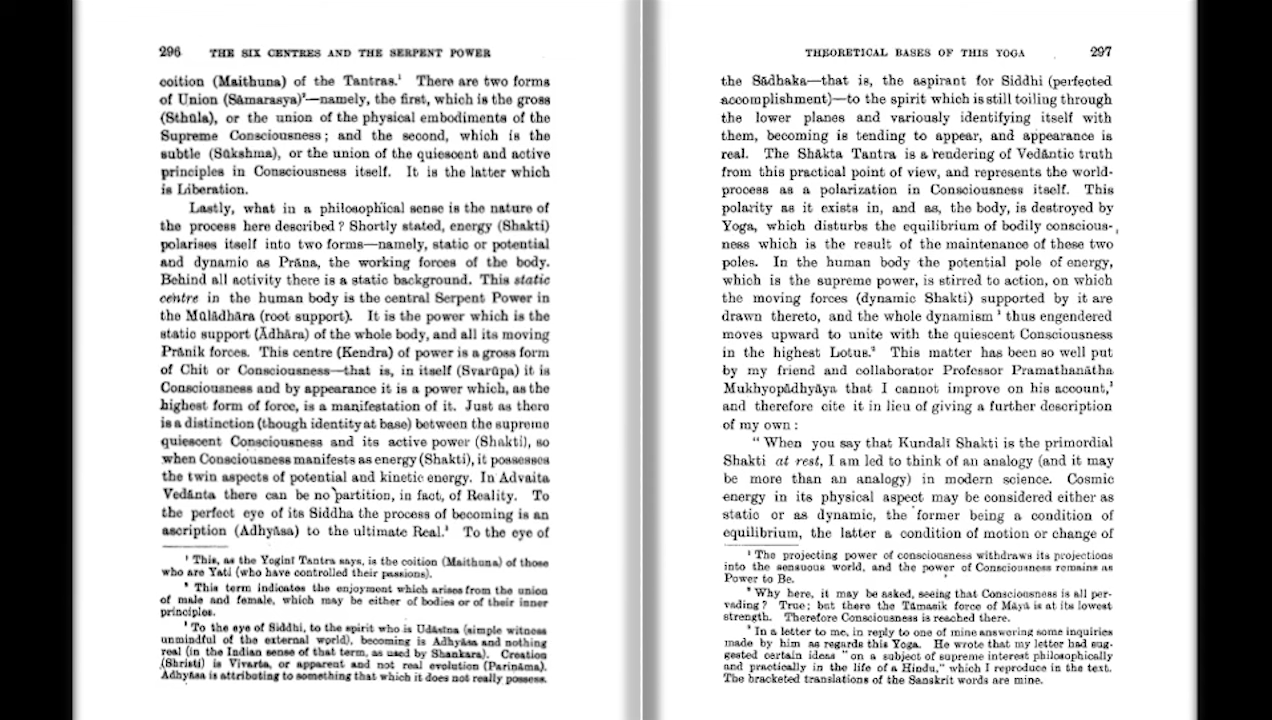 296 THE SIX CENTRES AND THE SERPENT POWER
coition (Maithuna) of the Tantras.¹ There are two forms
of Union (Sāmarasya)²—namely, the first, which is the gross
(Sthūla), or the union of the physical embodiments of the
Supreme Consciousness; and the second, which is the
subtle (Sūkshma), or the union of the quiescent and active
principles in Consciousness itself. It is the latter which
is Liberation.
Lastly, what in a philosophical sense is the nature of
the process here described? Shortly stated, energy (Shakti)
polarises itself into two forms—namely, static or potential
and dynamic as Prāna, the working forces of the body.
Behind all activity there is a static background. This static
centre in the human body is the central Serpent Power in
the Mūlādhāra (root support). It is the power which is the
static support (Ādhāra) of the whole body, and all its moving
Prānik forces. This centre (Kendra) of power is a gross form
of Chit or Consciousness—that is, in itself (Svarūpa) it is
Consciousness and by appearance it is a power which, as the
highest form of force, is a manifestation of it. Just as there
is a distinction (though identity at base) between the supreme
quiescent Consciousness and its active power (Shakti), so
when Consciousness manifests as energy (Shakti), it possesses
the twin aspects of potential and kinetic energy. In Advaita
Vedānta there can be no partition, in fact, of Reality. To
the perfect eye of its Siddha the process of becoming is an
ascription (Adhyāsa) to the ultimate Real.³ To the eye of
¹ This, as the Yoginī Tantra says, is the coition (Maithuna) of those
who are Yati (who have controlled their passions).
² This term indicates the enjoyment which arises from the union
of male and female, which may be either of bodies or of their inner
principles.
³ To the eye of Siddhi, to the spirit who is Udāsīna (simple witness
unmindful of the external world), becoming is Adhyāsa and nothing
real (in the Indian sense of that term, as used by Shankara). Creation
(Shrishti) is Vivarta, or apparent and not real evolution (Parināma).
Adhyāsa is attributing to something that which it does not really possess.
THEORETICAL BASES OF THIS YOGA 297
the Sādhaka—that is, the aspirant for Siddhi (perfected
accomplishment)—to the spirit which is still toiling through
the lower planes and variously identifying itself with
them, becoming is tending to appear, and appearance is
real. The Shākta Tantra is a rendering of Vedāntic truth
from this practical point of view, and represents the world-
process as a polarization in Consciousness itself. This
polarity as it exists in, and as, the body, is destroyed by
Yoga, which disturbs the equilibrium of bodily conscious-
ness which is the result of the maintenance of these two
poles. In the human body the potential pole of energy,
which is the supreme power, is stirred to action, on which
the moving forces (dynamic Shakti) supported by it are
drawn thereto, and the whole dynamism ¹ thus engendered
moves upward to unite with the quiescent Consciousness
in the highest Lotus.² This matter has been so well put
by my friend and collaborator Professor Pramathanātha
Mukhyopādhyāya that I cannot improve on his account,³
and therefore cite it in lieu of giving a further description
of my own :
" When you say that Kundalī Shakti is the primordial
Shakti at rest, I am led to think of an analogy (and it may
be more than an analogy) in modern science. Cosmic
energy in its physical aspect may be considered either as
static or as dynamic, the former being a condition of
equilibrium, the latter a condition of motion or change of
¹ The projecting power of consciousness withdraws its projections
into the sensuous world, and the power of Consciousness remains as
Power to Be.
² Why here, it may be asked, seeing that Consciousness is all per-
vading? True; but there the Tāmasik force of Māyā is at its lowest
strength. Therefore Consciousness is reached there.
³ In a letter to me, in reply to one of mine answering some inquiries
made by him as regards this Yoga. He wrote that my letter had sug-
gested certain ideas " on a subject of supreme interest philosophically
and practically in the life of a Hindu," which I reproduce in the text.
The bracketed translations of the Sanskrit words are mine.